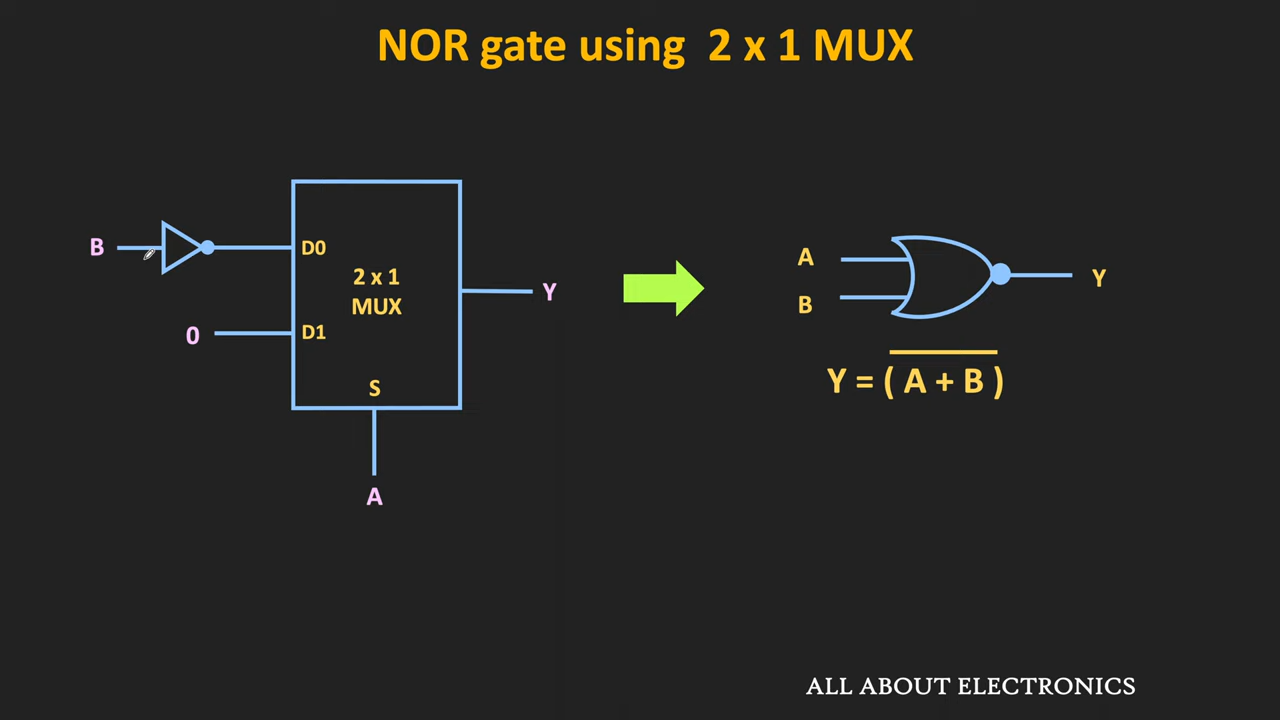 NOR gate using 2 x 1 MUX
B
D0
2 x 1
MUX
Y
0
D1
S
A
A
B
Y
Y = ( A + B )
ALL ABOUT ELECTRONICS